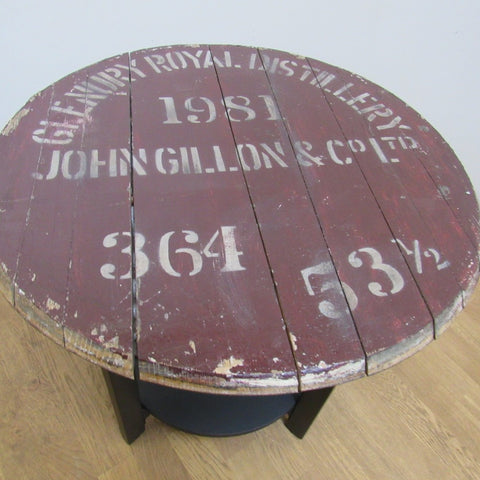 GLENURY ROYAL DISTILLERY
1981
JOHN GILLON & Cº LTD
364 53½